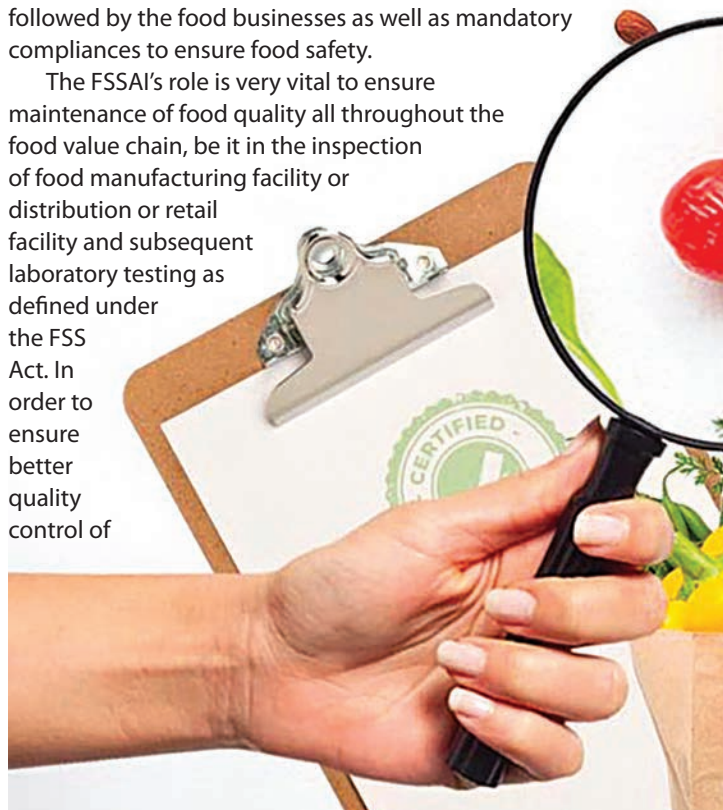 followed by the food businesses as well as mandatory
compliances to ensure food safety.
The FSSAI’s role is very vital to ensure
maintenance of food quality all throughout the
food value chain, be it in the inspection
of food manufacturing facility or
distribution or retail
facility and subsequent
laboratory testing as
defined under
the FSS
Act. In
order to
ensure
better
quality
control of
- CERTIFIED -